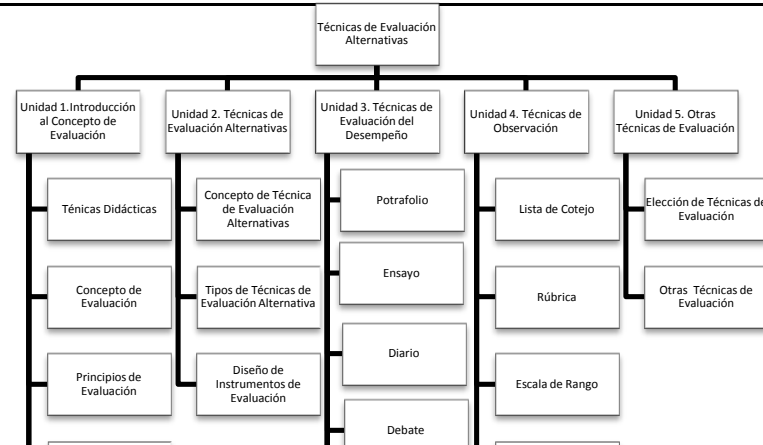 Técnicas de Evaluación
Alternativas
Unidad 1.Introducción
al Concepto de
Evaluación
Unidad 2. Técnicas de
Evaluación Alternativas
Unidad 3. Técnicas de
Evaluación del
Desempeño
Unidad 4. Técnicas de
Observación
Unidad 5. Otras
Técnicas de Evaluación
Ténicas Didácticas
Concepto de
Evaluación
Principios de
Evaluación
Concepto de Técnica
de Evaluación
Alternativas
Tipos de Técnicas de
Evaluación Alternativa
Diseño de
Instrumentos de
Evaluación
Potrafolio
Ensayo
Diario
Debate
Lista de Cotejo
Rúbrica
Escala de Rango
Elección de Técnicas de
Evaluación
Otras Técnicas de
Evaluación